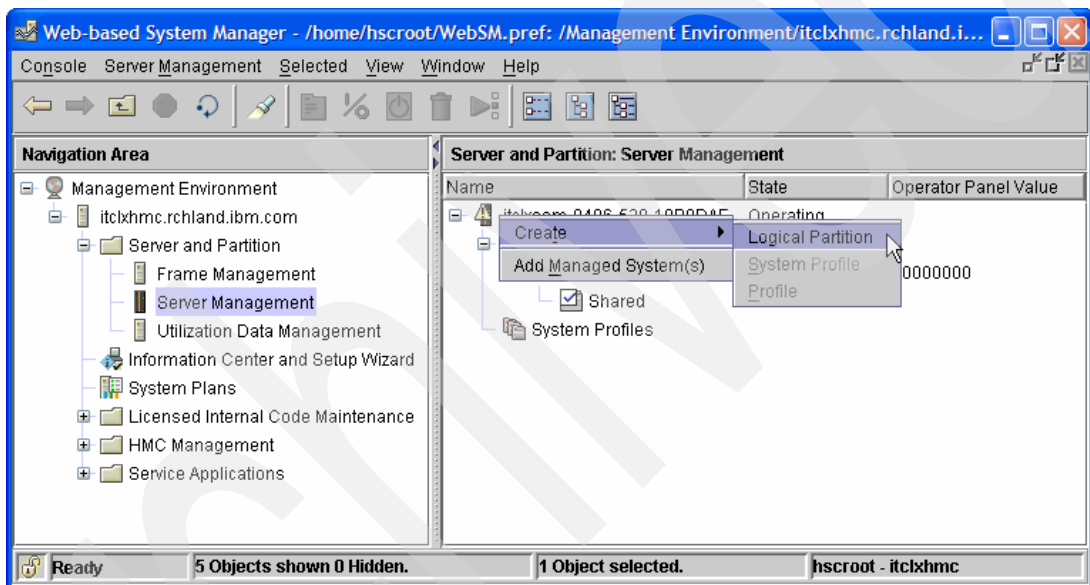 Web-based System Manager - /home/hscroot/WebSM.pref: /Management Environment/itclxhmc.rchland.i...
Console Server Management Selected View Window Help
Navigation Area
Management Environment
itclxhmc.rchland.ibm.com
Server and Partition
Frame Management
Server Management
Utilization Data Management
Information Center and Setup Wizard
System Plans
Licensed Internal Code Maintenance
HMC Management
Service Applications
Server and Partition: Server Management
Name State Operator Panel Value
Operating
Create Logical Partition
Add Managed System(s) System Profile
Profile
Shared
System Profiles
Ready 5 Objects shown 0 Hidden. 1 Object selected. hscroot - itclxhmc